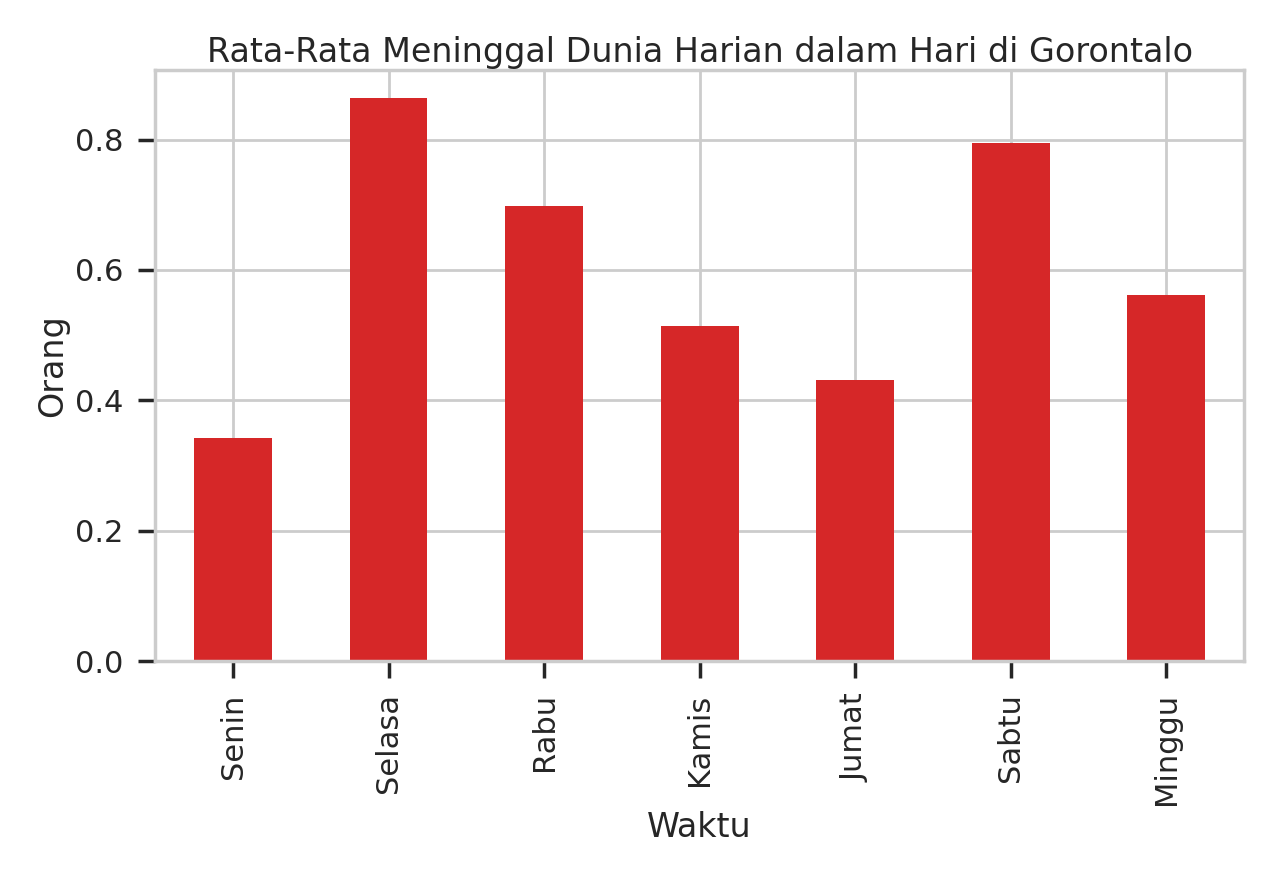 Rata-Rata Meninggal Dunia Harian dalam Hari di Gorontalo
Orang
0.8
0.6
0.4
0.2
0.0
Senin
Selasa
Rabu
Kamis
Jumat
Sabtu
Minggu
Waktu